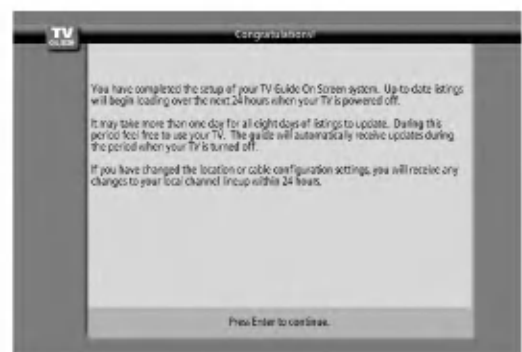 TV
GUIDE
Congratulations!
You have completed the setup of your TV Guide On Screen system. Up-to-date listings
will begin loading over the next 24 hours when your TV is powered off.
It may take more than one day for all eight days of listings to update. During this
period feel free to use your TV. The guide will automatically receive updates during
the period when your TV is turned off.
If you have changed the location or cable configuration settings, you will receive any
changes to your local channel lineup within 24 hours.
Press Enter to continue.